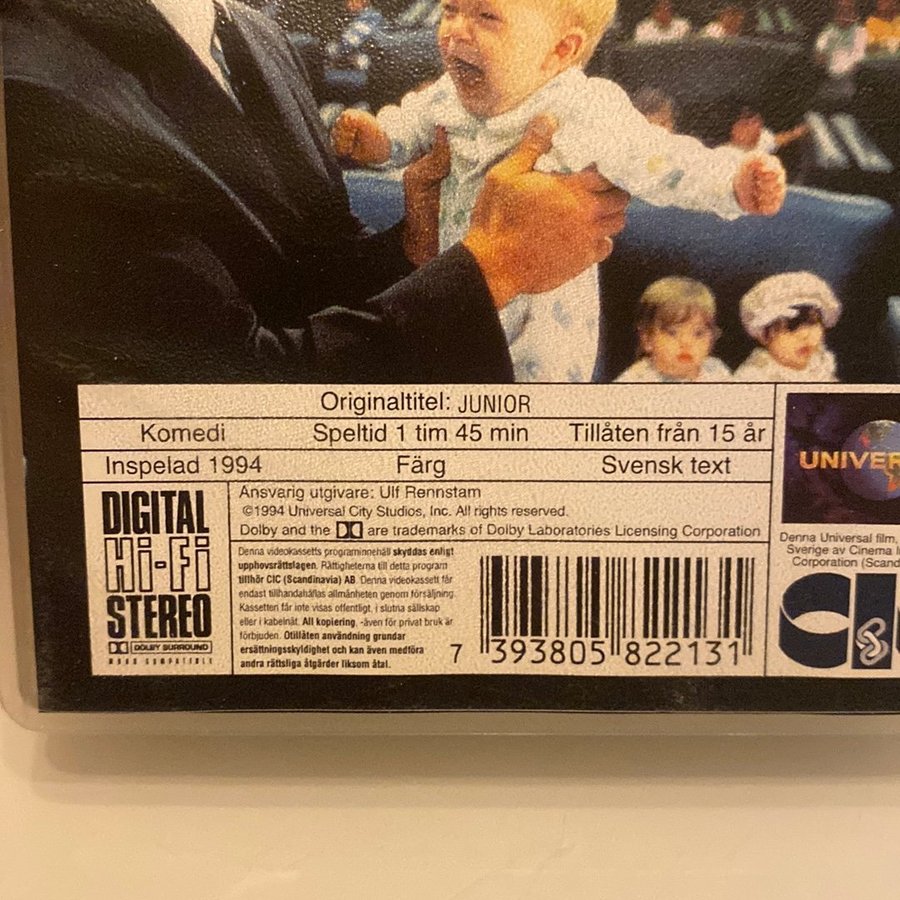 Originaltitel: JUNIOR
Komedi Speltid 1 tim 45 min Tillåten från 15 år
Inspelad 1994 Färg Svensk text
DIGITAL
Hi-Fi
STEREO
DOLBY SURROUND
MONO COMPATIBLE
Ansvarig utgivare: Ulf Rennstam
©1994 Universal City Studios, Inc. All rights reserved.
Dolby and the are trademarks of Dolby Laboratories Licensing Corporation
Denna videokassetts programinnehåll skyddas enligt
upphovsrättslagen. Rättigheterna till detta program
tillhör CIC (Scandinavia) AB. Denna videokassett får
endast tillhandahållas allmänheten genom försäljning.
Kassetten får inte visas offentligt, i slutna sällskap
eller i kabelnät. All kopiering, -även för privat bruk är
förbjuden. Otillåten användning grundar
ersättningsskyldighet och kan även medföra
andra rättsliga åtgärder liksom åtal.
7 393805 822131
UNIVER
Denna Universal film,
Sverige av Cinema I
Corporation (Scand